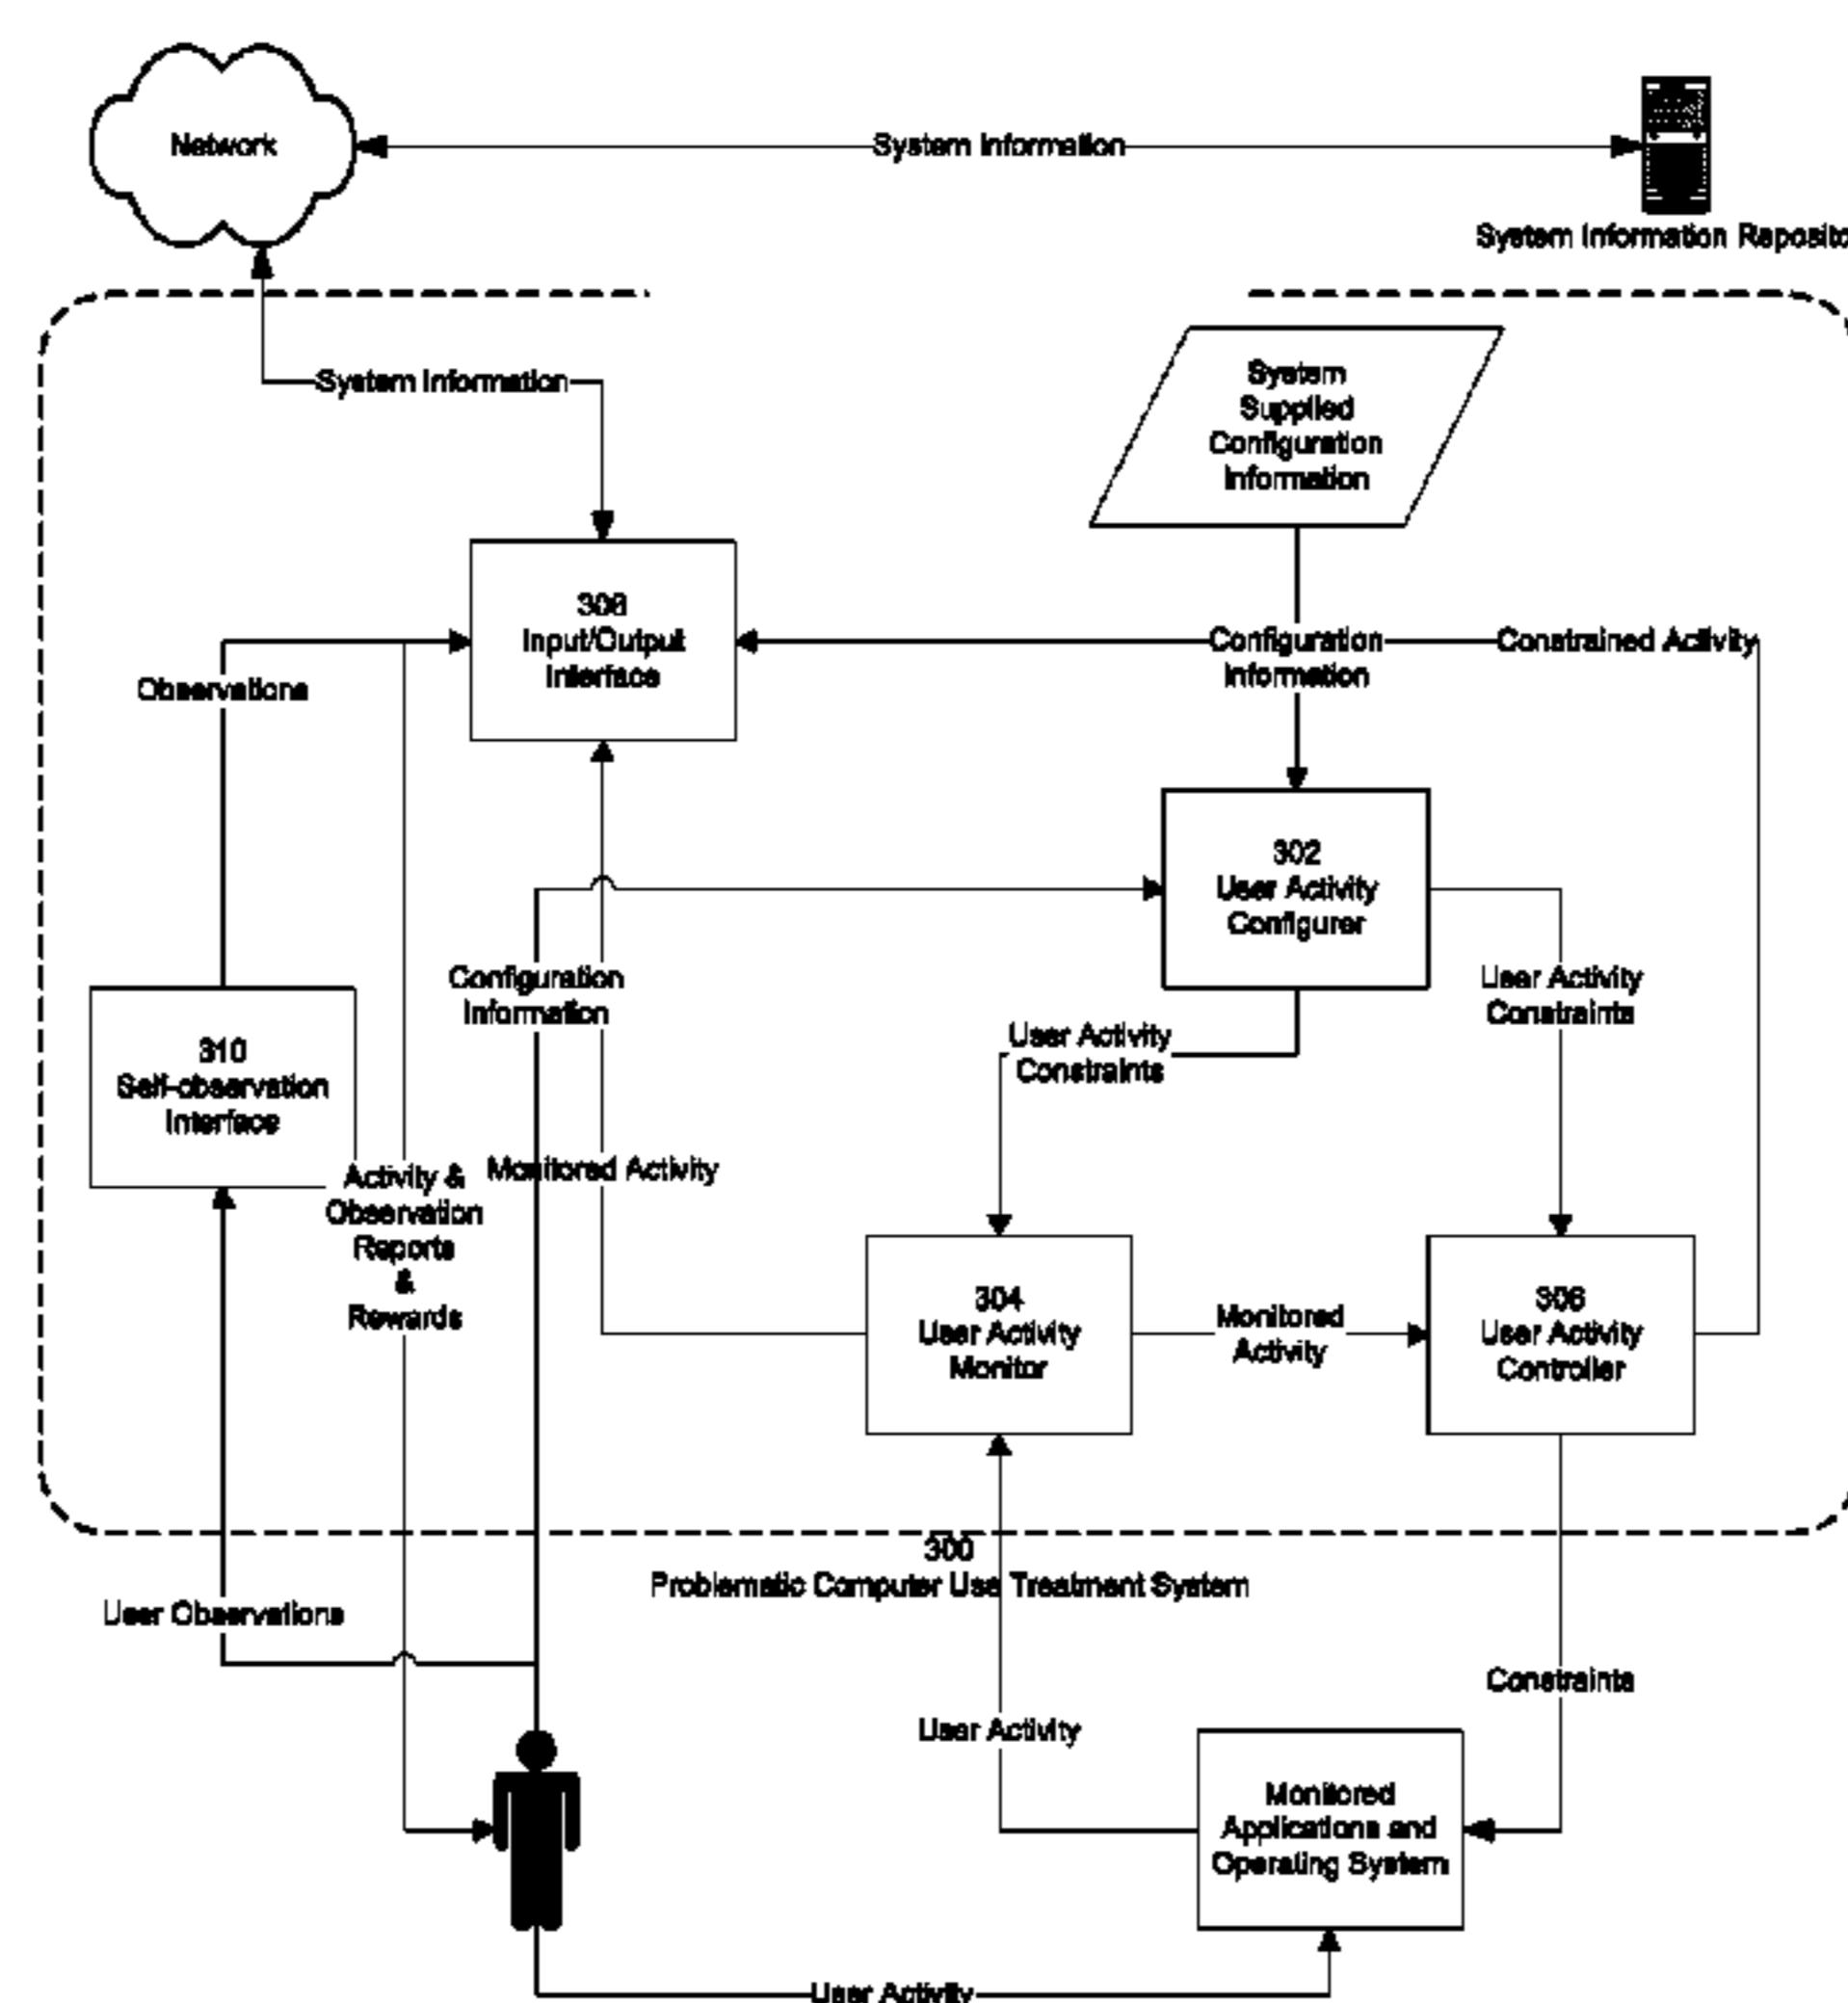 Network
System Information
System Information Reposito
System Information
System
Supplied
Configuration
Information
308
Input/Output
Interface
Configuration
Information
Constrained Activity
Observations
302
User Activity
Configurer
Configuration
Information
User Activity
Constraints
User Activity
Constraints
310
Self-observation
Interface
Monitored Activity
Activity &
Observation
Reports
&
Rewards
304
User Activity
Monitor
Monitored
Activity
306
User Activity
Controller
300
Problematic Computer Use Treatment System
User Observations
Constraints
User Activity
Monitored
Applications and
Operating System
User Activity